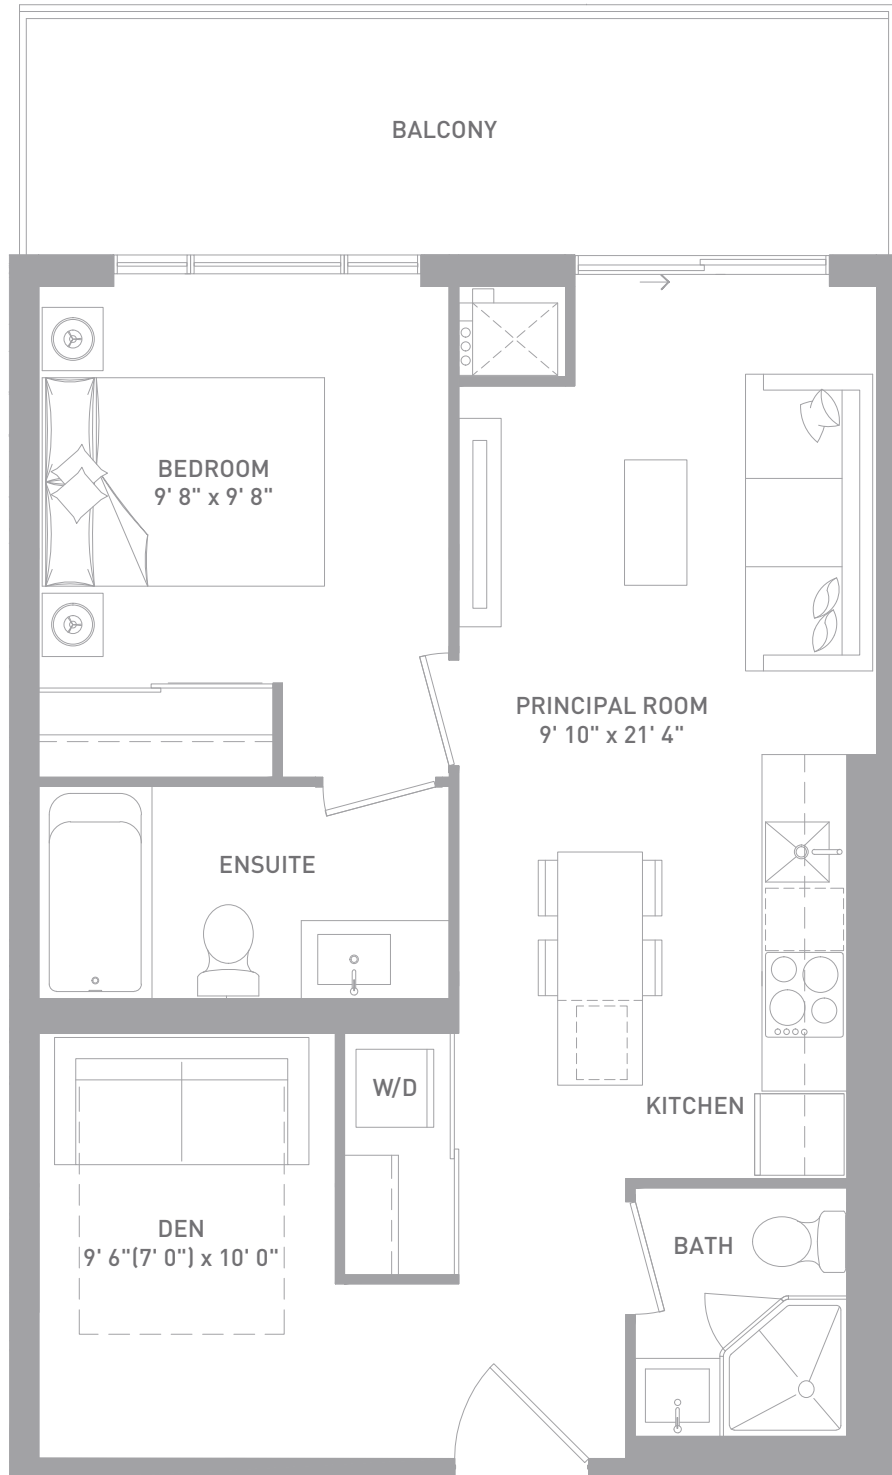 BALCONY
BEDROOM
9' 8" x 9' 8"
PRINCIPAL ROOM
9' 10" x 21' 4"
ENSUITE
W/D
KITCHEN
DEN
9' 6"(7' 0") x 10' 0"
BATH